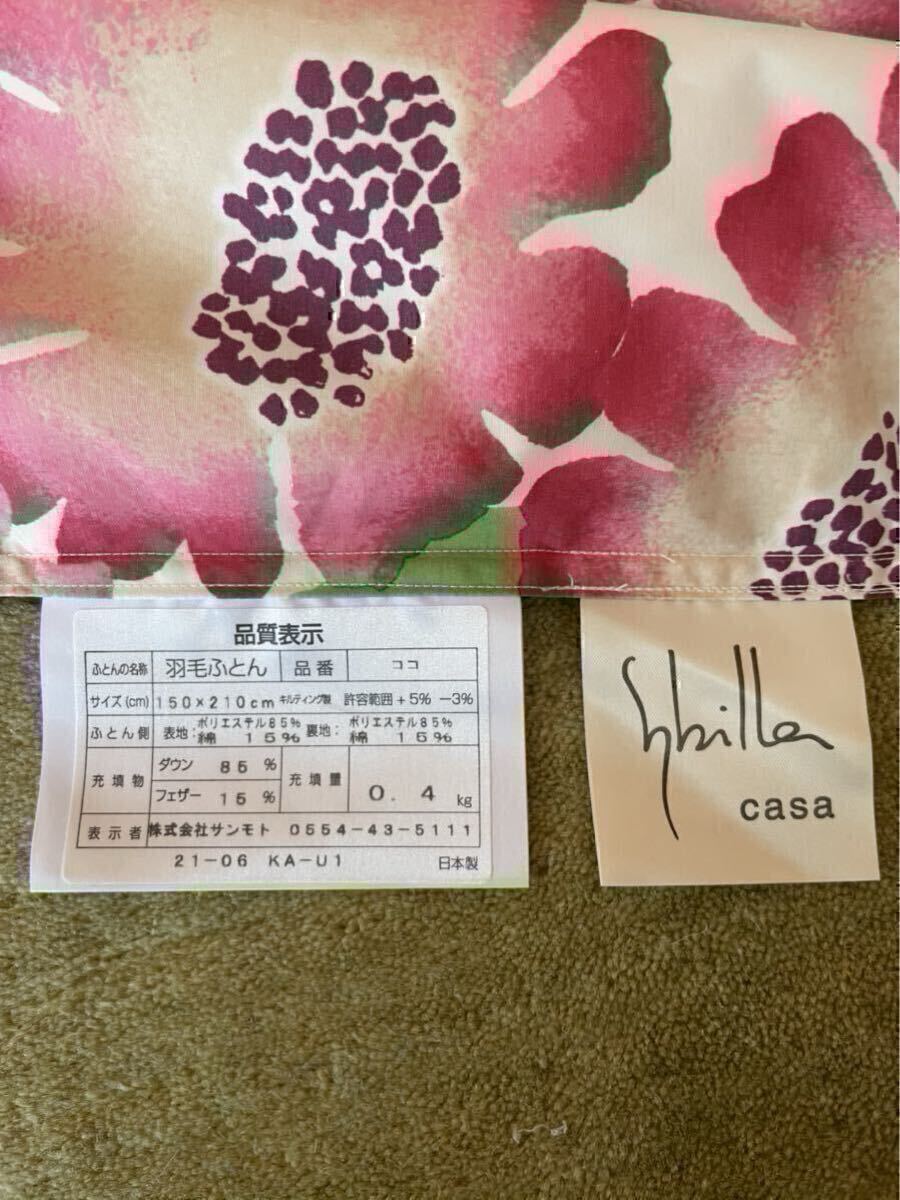 品質表示
ふとんの名称 羽毛ふとん 品番 ココ
サイズ(cm) 150×210cm キルティング製 許容範囲 +5% −3%
ふとん側 表地:ポリエステル85% 綿 15% 裏地:ポリエステル85% 綿 15%
充填物 ダウン 85 % 充填量 0.4 kg
フェザー 15 %
表示者 株式会社サンモト 0554-43-5111
21-06 KA-U1 日本製
Sybilla
casa